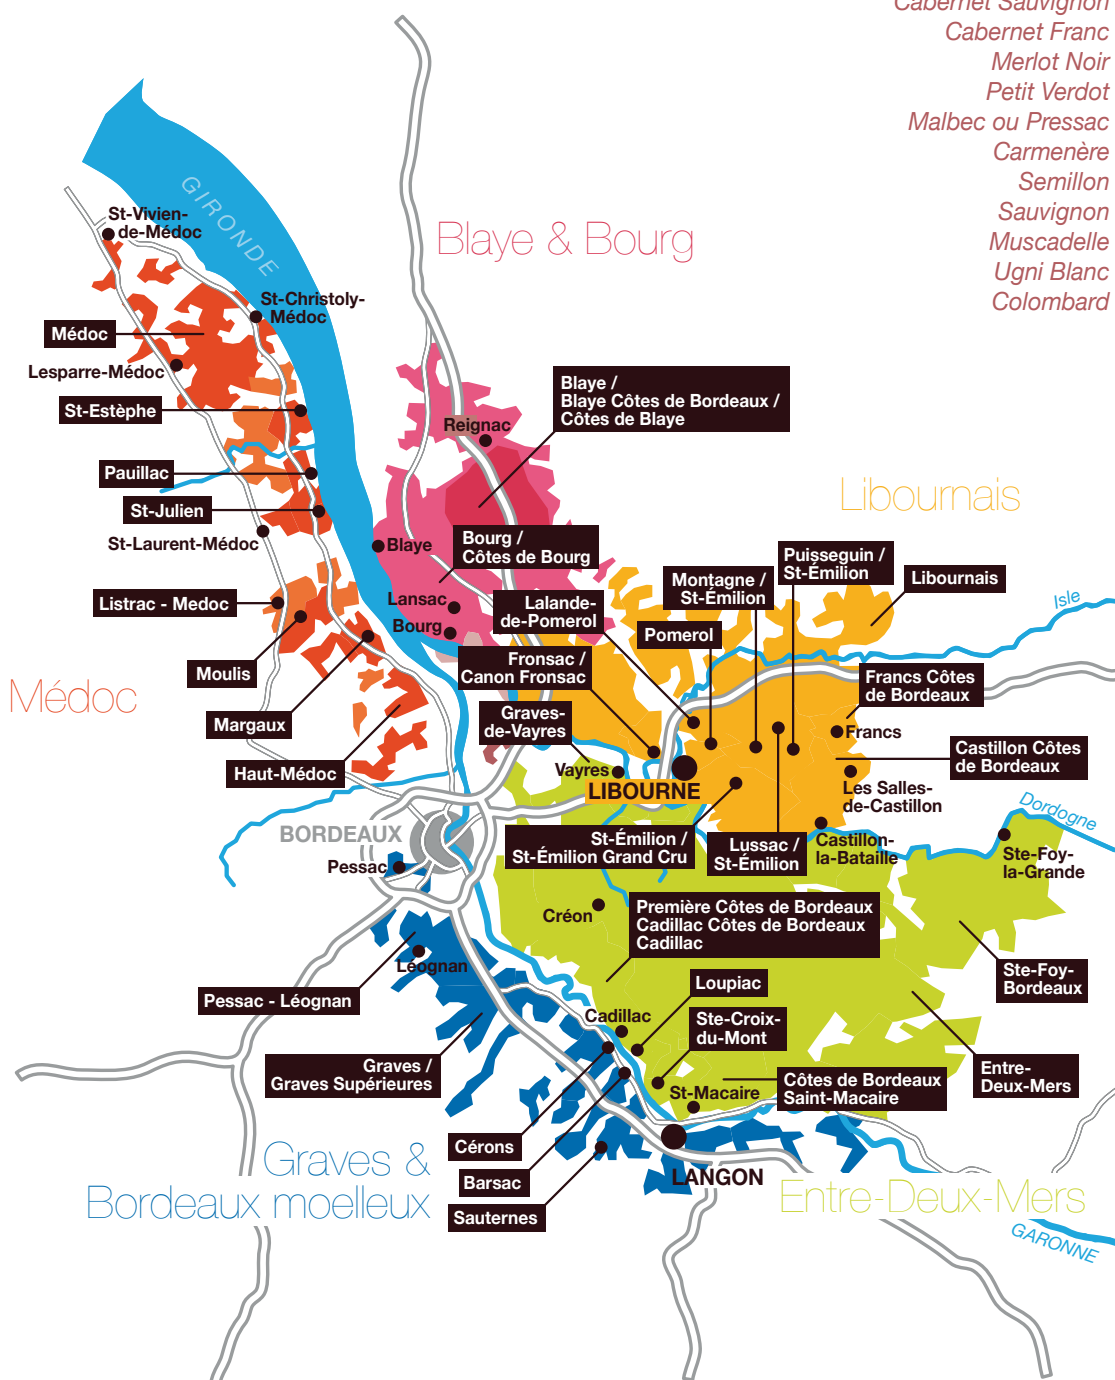 Cabernet Sauvignon
Cabernet Franc
Merlot Noir
Petit Verdot
Malbec ou Pressac
Carmenère
Semillon
Sauvignon
Muscadelle
Ugni Blanc
Colombard
GIRONDE
St-Vivien-
de-Médoc
Blaye & Bourg
St-Christoly-
Médoc
Médoc
Lesparre-Médoc
St-Estèphe
Blaye /
Blaye Côtes de Bordeaux /
Côtes de Blaye
Reignac
Pauillac
St-Julien
St-Laurent-Médoc
Libournais
Blaye
Bourg /
Côtes de Bourg
Puisseguin /
St-Émilion
Montagne /
St-Émilion
Libournais
Isle
Listrac - Medoc
Lansac
Bourg
Lalande-
de-Pomerol
Pomerol
Moulis
Fronsac /
Canon Fronsac
Francs Côtes
de Bordeaux
Médoc
Margaux
Graves-
de-Vayres
Francs
Castillon Côtes
de Bordeaux
Haut-Médoc
Vayres
LIBOURNE
Les Salles-
de-Castillon
Dordogne
BORDEAUX
St-Émilion /
St-Émilion Grand Cru
Lussac /
St-Émilion
Castillon-
la-Bataille
Ste-Foy-
la-Grande
Pessac
Créon
Première Côtes de Bordeaux
Cadillac Côtes de Bordeaux
Cadillac
Léognan
Pessac - Léognan
Loupiac
Ste-Foy-
Bordeaux
Cadillac
Ste-Croix-
du-Mont
Graves /
Graves Supérieures
Entre-
Deux-Mers
St-Macaire
Côtes de Bordeaux
Saint-Macaire
Cérons
Graves &
Bordeaux moelleux
Barsac
LANGON
Sauternes
Entre-Deux-Mers
GARONNE